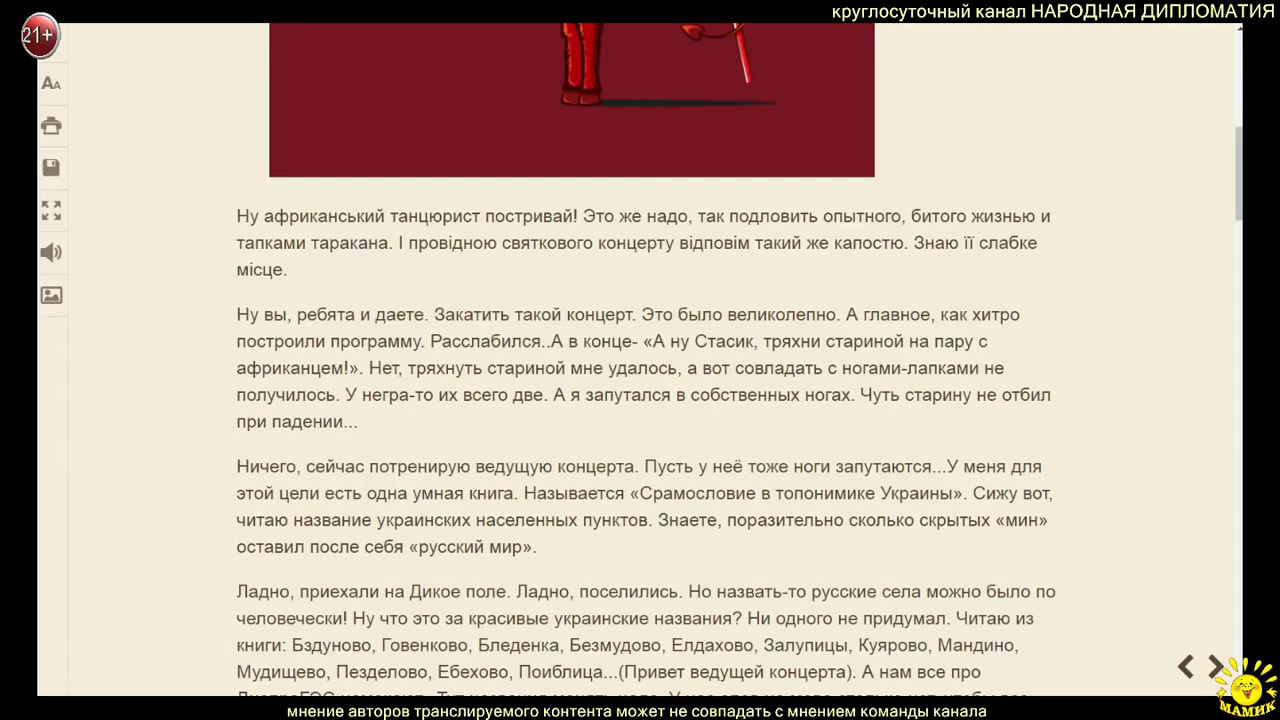 круглосуточный канал НАРОДНАЯ ДИПЛОМАТИЯ
21+
AA
Ну африканський танцюрист постривай! Это же надо, так подловить опытного, битого жизнью и
тапками таракана. І провідною святкового концерту відповім такий же капостю. Знаю її слабке
місце.
Ну вы, ребята и даете. Закатить такой концерт. Это было великолепно. А главное, как хитро
построили программу. Расслабился..А в конце- «А ну Стасик, тряхни стариной на пару с
африканцем!». Нет, тряхнуть стариной мне удалось, а вот совладать с ногами-лапками не
получилось. У негра-то их всего две. А я запутался в собственных ногах. Чуть старину не отбил
при падении...
Ничего, сейчас потренирую ведущую концерта. Пусть у неё тоже ноги запутаются...У меня для
этой цели есть одна умная книга. Называется «Срамословие в топонимике Украины». Сижу вот,
читаю название украинских населенных пунктов. Знаете, поразительно сколько скрытых «мин»
оставил после себя «русский мир».
Ладно, приехали на Дикое поле. Ладно, поселились. Но назвать-то русские села можно было по
человечески! Ну что это за красивые украинские названия? Ни одного не придумал. Читаю из
книги: Бздуново, Говенково, Бледенка, Безмудово, Елдахово, Залупицы, Куярово, Мандино,
Мудищево, Пезделово, Ебехово, Поиблица...(Привет ведущей концерта). А нам все про
МАМИК
мнение авторов транслируемого контента может не совпадать с мнением команды канала